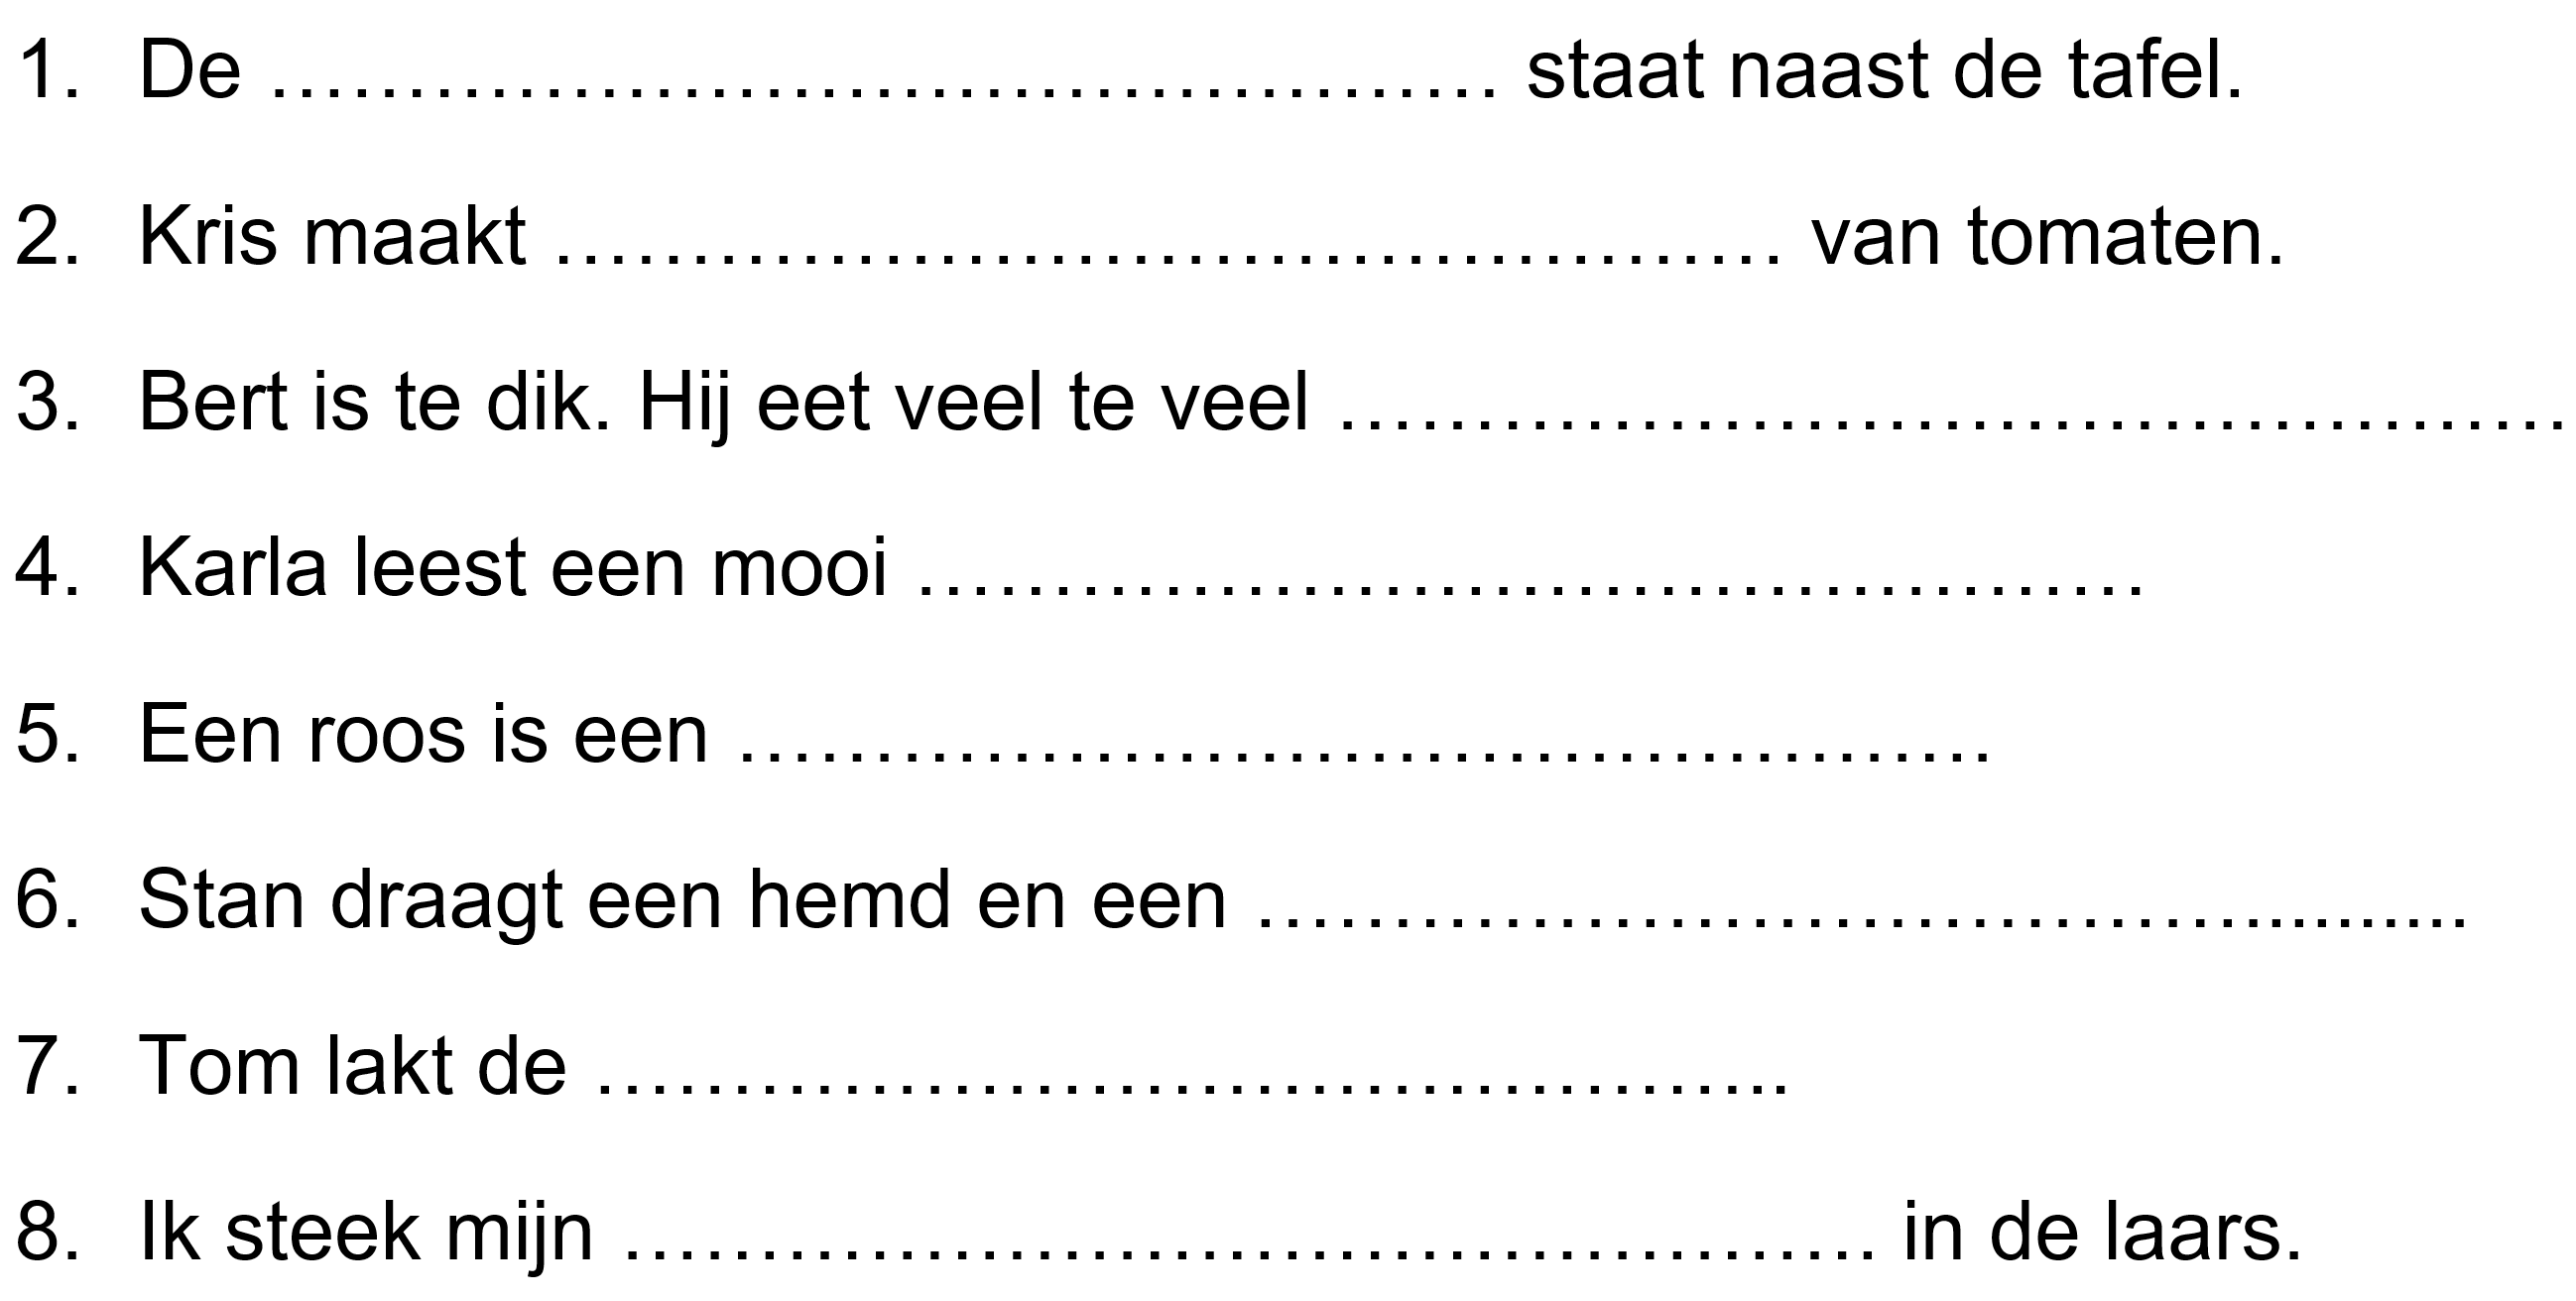 1. De ………………………………………. staat naast de tafel.
2. Kris maakt ………………………………………. van tomaten.
3. Bert is te dik. Hij eet veel te veel ……………………………………….
4. Karla leest een mooi ……………………………………….
5. Een roos is een ……………………………………….
6. Stan draagt een hemd en een ………………………………….........
7. Tom lakt de ……………………………………..
8. Ik steek mijn ………………………………………. in de laars.